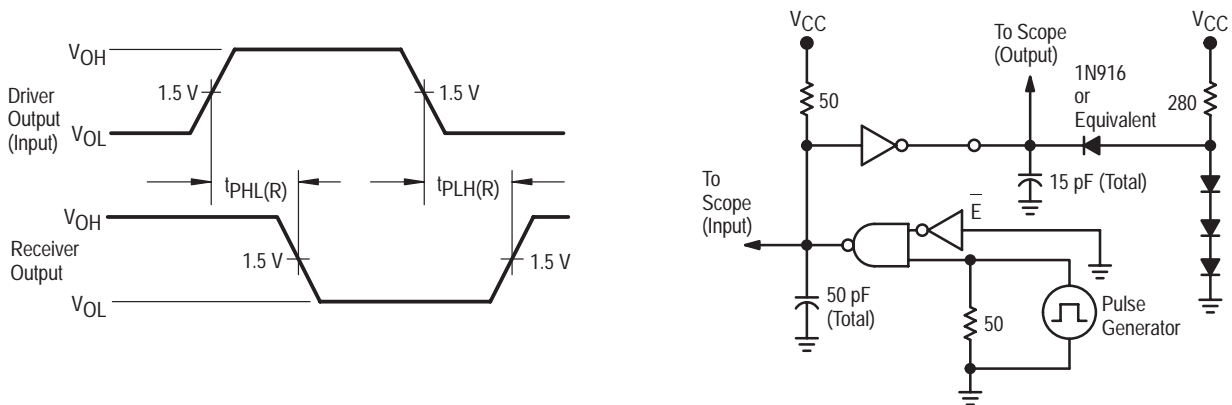 VOH
Driver
Output
(Input)
1.5 V
1.5 V
VOL
tPHL(R)
tPLH(R)
VOH
Receiver
Output
1.5 V
1.5 V
VOL
VCC
50
To Scope
(Output)
1N916
or
Equivalent
VCC
280
15 pF (Total)
To
Scope
(Input)
E̅
50 pF
(Total)
50
Pulse
Generator